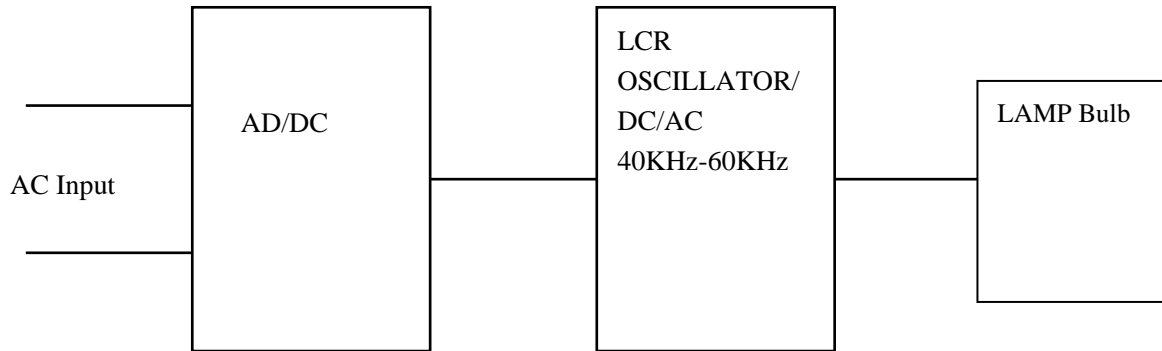 AC Input
AD/DC
LCR
OSCILLATOR/
DC/AC
40KHz-60KHz
LAMP Bulb